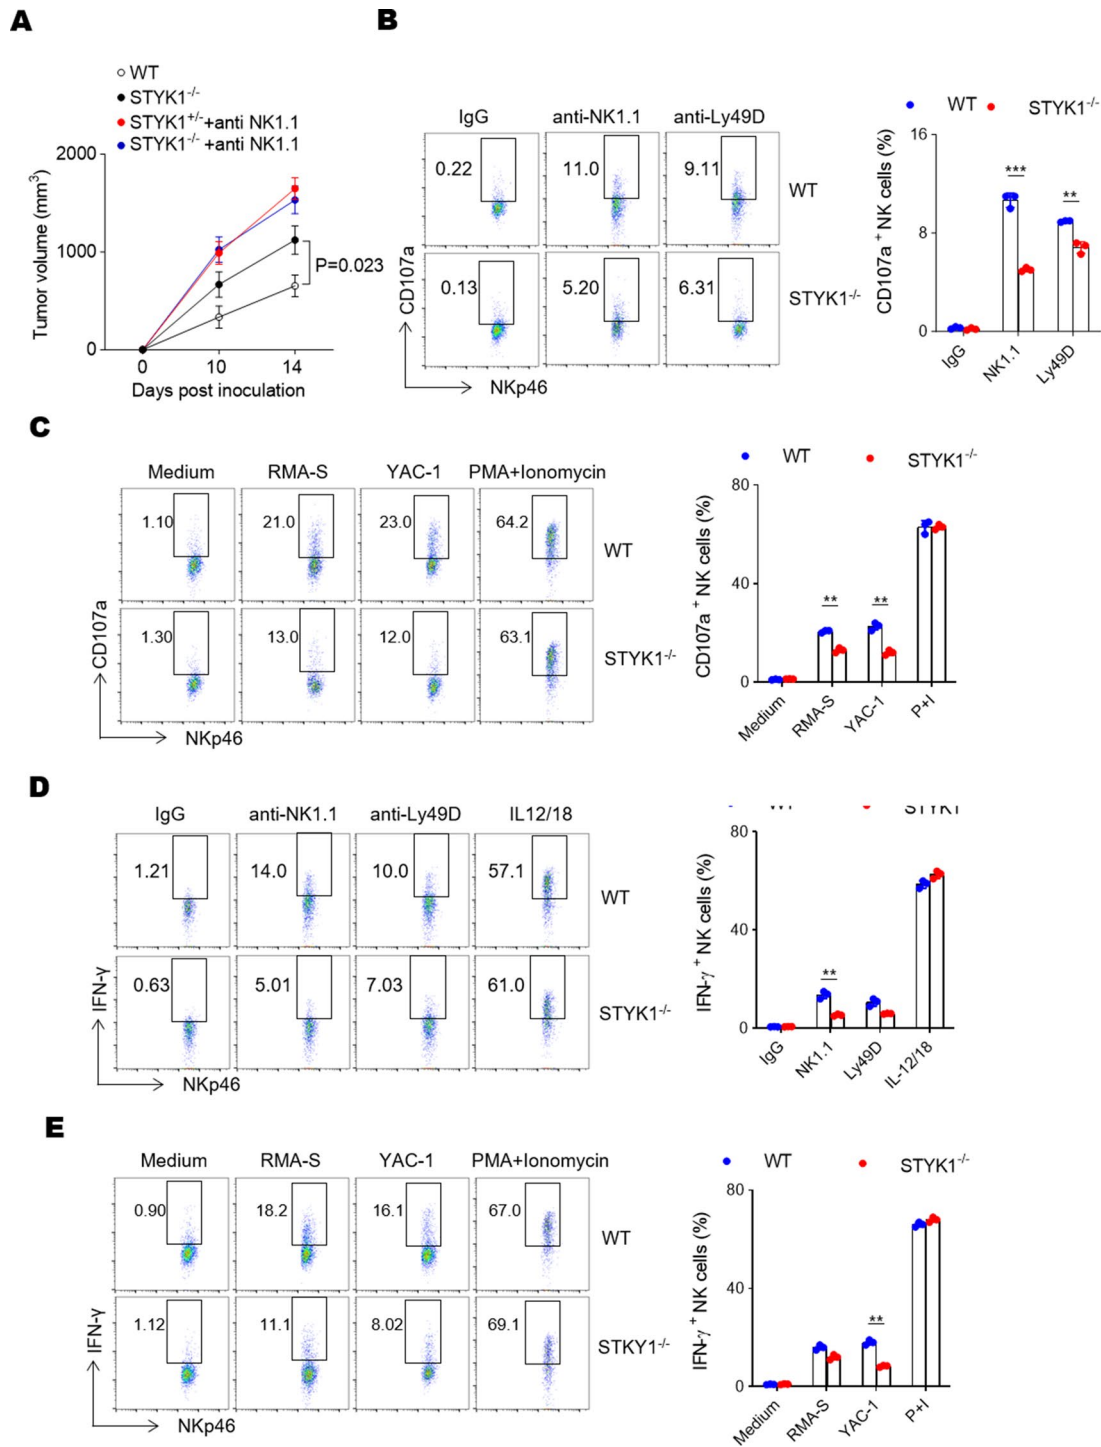 A
WT
STYK1-/-
STYK1+/-+anti NK1.1
STYK1-/- +anti NK1.1
Tumor volume (mm3)
2000
1000
0
P=0.023
0 10 14
Days post inoculation
B
IgG anti-NK1.1 anti-Ly49D
0.22 11.0 9.11
WT
0.13 5.20 6.31
STYK1-/-
CD107a
NKp46
WT STYK1-/-
CD107a + NK cells (%)
16
8
0
*** **
IgG NK1.1 Ly49D
C
Medium RMA-S YAC-1 PMA+Ionomycin
1.10 21.0 23.0 64.2
WT
1.30 13.0 12.0 63.1
STYK1-/-
CD107a
NKp46
WT STYK1-/-
CD107a + NK cells (%)
80
40
0
** **
Medium RMA-S YAC-1 P+I
D
IgG anti-NK1.1 anti-Ly49D IL12/18
1.21 14.0 10.0 57.1
WT
0.63 5.01 7.03 61.0
STYK1-/-
IFN-γ
NKp46
WT STYK1
IFN-γ + NK cells (%)
80
40
0
**
IgG NK1.1 Ly49D IL-12/18
E
Medium RMA-S YAC-1 PMA+Ionomycin
0.90 18.2 16.1 67.0
WT
1.12 11.1 8.02 69.1
STKY1-/-
IFN-γ
NKp46
WT STYK1-/-
IFN-γ + NK cells (%)
80
40
0
**
Medium RMA-S YAC-1 P+I